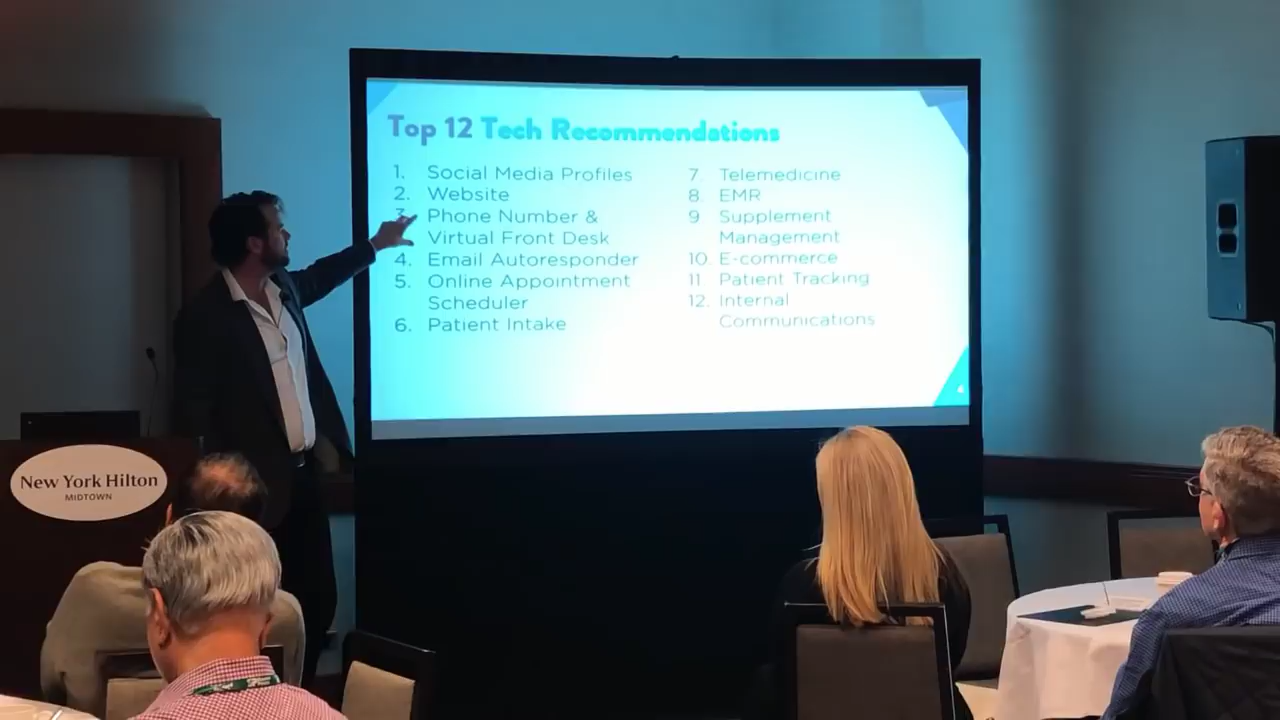 Top 12 Tech Recommendations
1. Social Media Profiles
2. Website
3. Phone Number &
Virtual Front Desk
4. Email Autoresponder
5. Online Appointment
Scheduler
6. Patient Intake
7. Telemedicine
8. EMR
9 Supplement
Management
10. E-commerce
11 Patient Tracking
12. Internal
Communications
4
New York Hilton
MIDTOWN